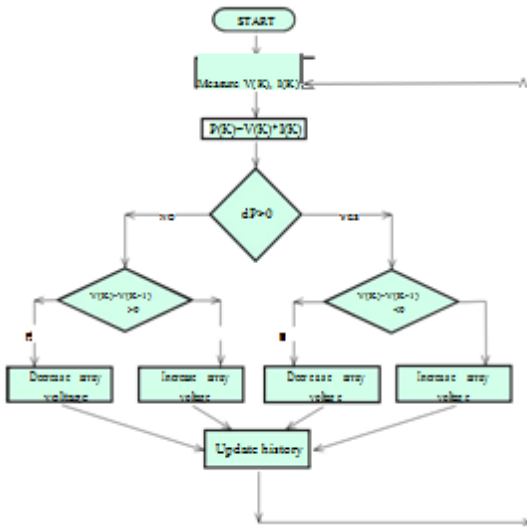 START
Measure V(K), I(K)
P(K)=V(K)*I(K)
dP>0
NO
YES
V(K)-V(K-1)
>0
V(K)-V(K-1)
<0
Decrease array
voltage
Increase array
voltage
Decrease array
voltage
Increase array
voltage
Update history